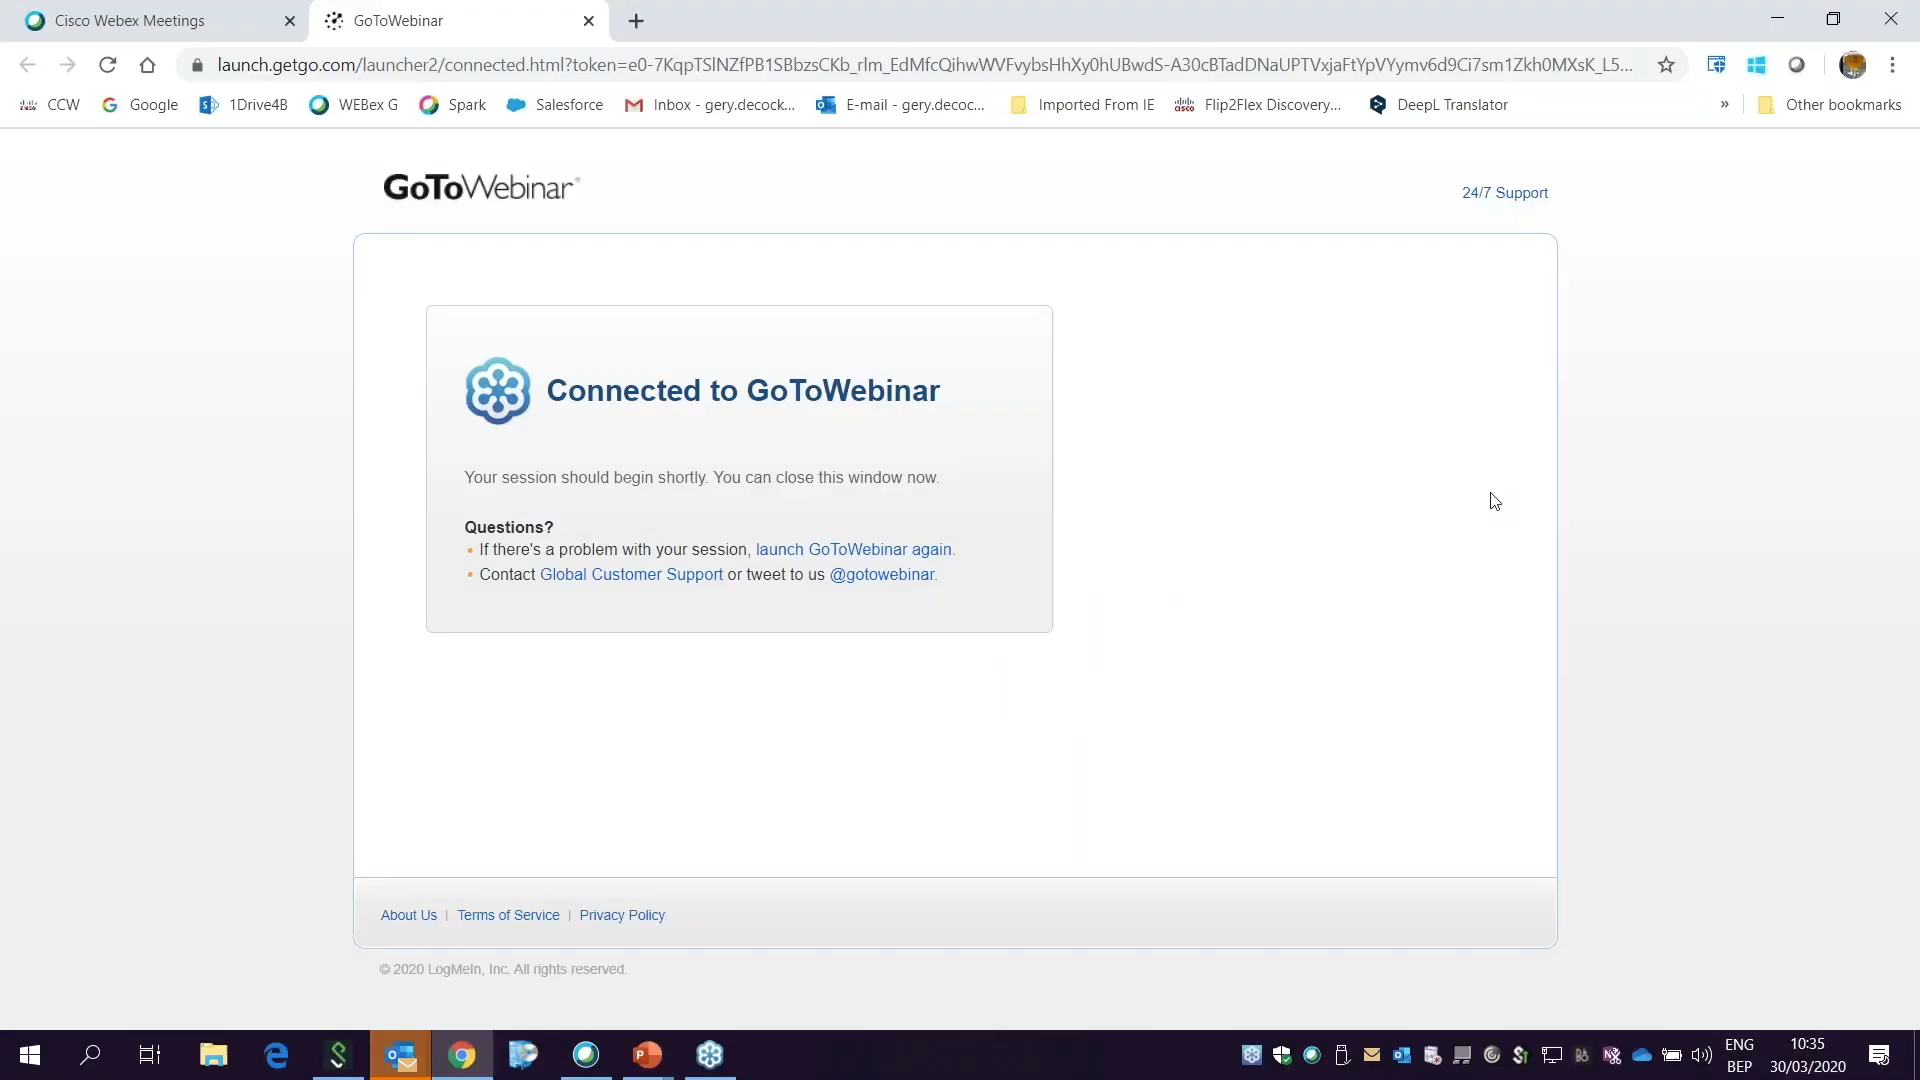 Cisco Webex Meetings
GoToWebinar
launch.getgo.com/launcher2/connected.html?token=e0-7KqpTSlNZfPB1SBbzsCKb_rlm_EdMfcQihwWVFvybsHhXy0hUBwdS-A30cBTadDNaUPTVxjaFtYpVYymv6d9Ci7sm1Zkh0MXsK_L5...
CCW
Google
1Drive4B
WEBex G
Spark
Salesforce
Inbox - gery.decock...
E-mail - gery.decoc...
Imported From IE
Flip2Flex Discovery...
DeepL Translator
»
Other bookmarks
GoToWebinar
24/7 Support
Connected to GoToWebinar
Your session should begin shortly. You can close this window now.
Questions?
If there's a problem with your session, launch GoToWebinar again.
Contact Global Customer Support or tweet to us @gotowebinar.
About Us | Terms of Service | Privacy Policy
© 2020 LogMeIn, Inc. All rights reserved.
ENG
BEP
10:35
30/03/2020